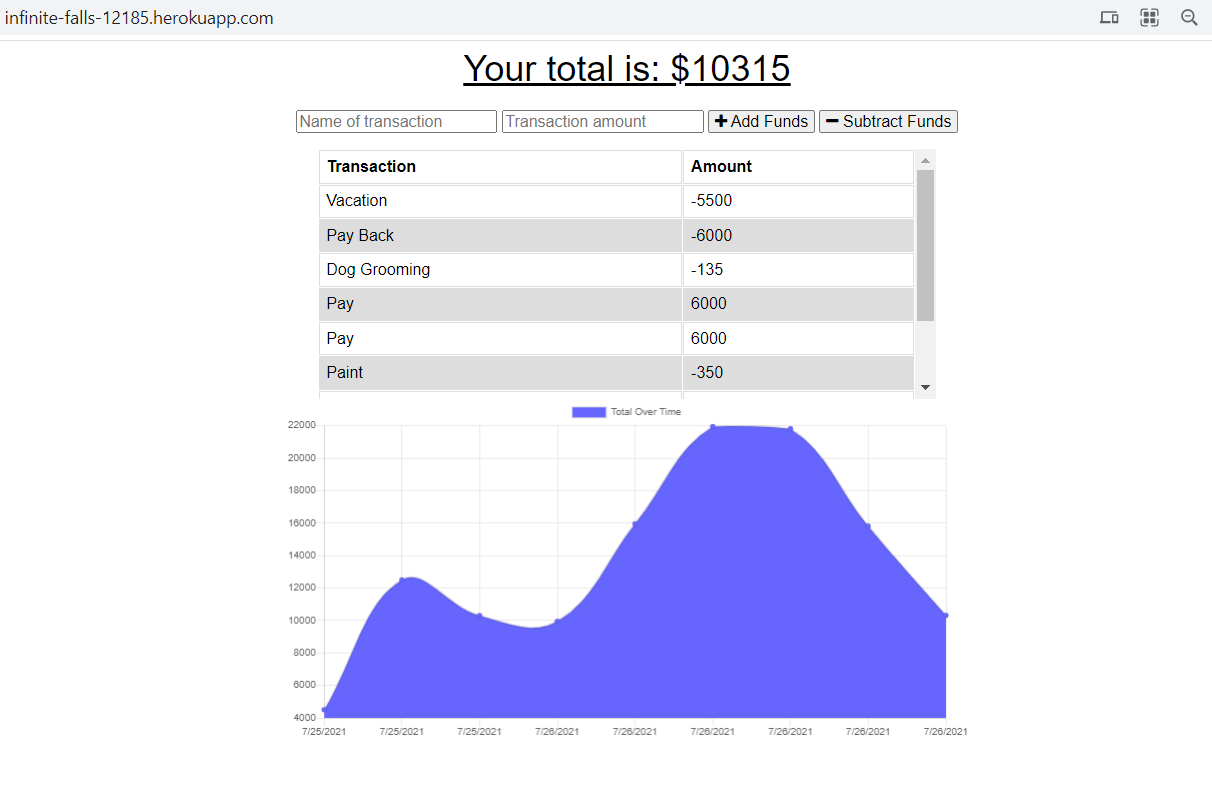 infinite-falls-12185.herokuapp.com
Your total is: $10315
Name of transaction Transaction amount Add Funds Subtract Funds
Transaction Amount
Vacation -5500
Pay Back -6000
Dog Grooming -135
Pay 6000
Pay 6000
Paint -350
Total Over Time
22000
20000
18000
16000
14000
12000
10000
8000
6000
4000
7/25/2021 7/25/2021 7/25/2021 7/26/2021 7/26/2021 7/26/2021 7/26/2021 7/26/2021 7/26/2021